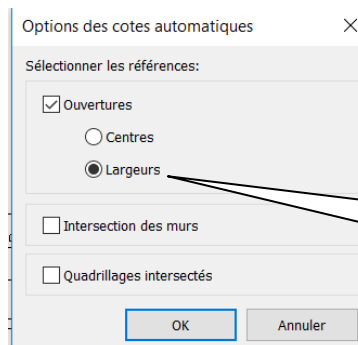 Options des cotes automatiques
Sélectionner les références:
Ouvertures
Centres
Largeurs
Intersection des murs
Quadrillages intersectés
OK Annuler